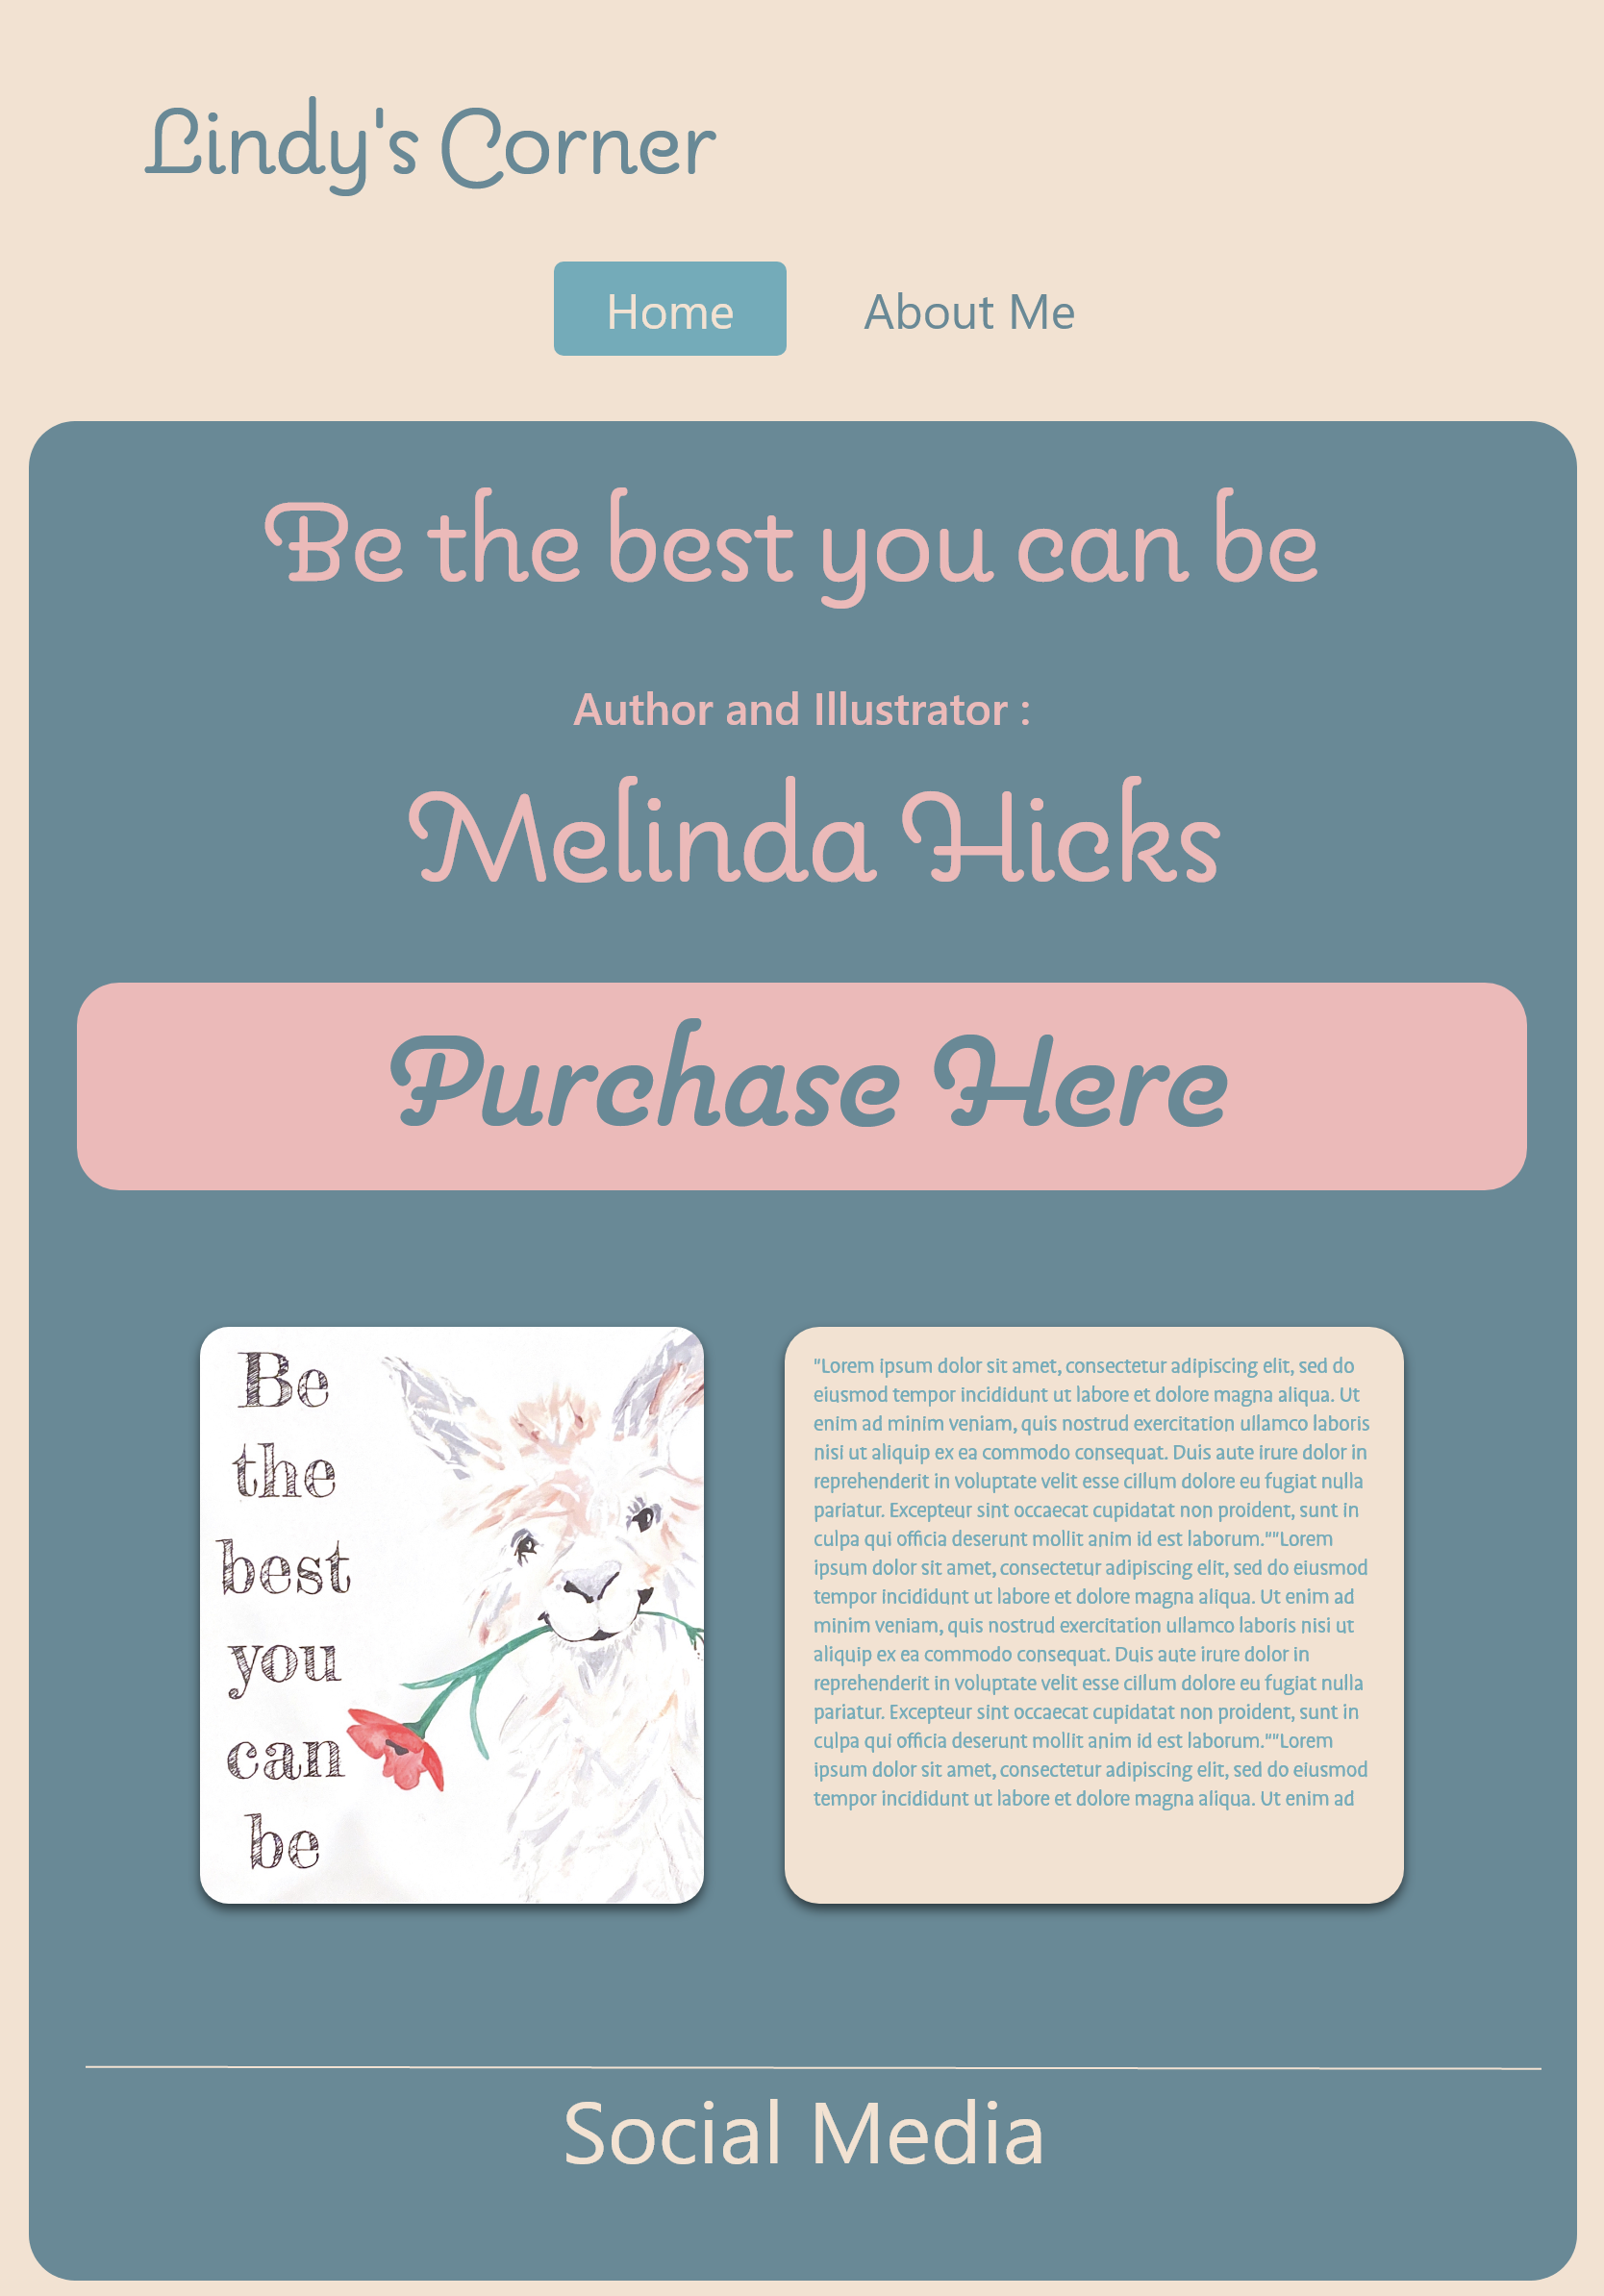 Lindy's Corner
Home
About Me
Be the best you can be
Author and Illustrator :
Melinda Hicks
Purchase Here
Be
the
best
you
can
be
"Lorem ipsum dolor sit amet, consectetur adipiscing elit, sed do
eiusmod tempor incididunt ut labore et dolore magna aliqua. Ut
enim ad minim veniam, quis nostrud exercitation ullamco laboris
nisi ut aliquip ex ea commodo consequat. Duis aute irure dolor in
reprehenderit in voluptate velit esse cillum dolore eu fugiat nulla
pariatur. Excepteur sint occaecat cupidatat non proident, sunt in
culpa qui officia deserunt mollit anim id est laborum.""Lorem
ipsum dolor sit amet, consectetur adipiscing elit, sed do eiusmod
tempor incididunt ut labore et dolore magna aliqua. Ut enim ad
minim veniam, quis nostrud exercitation ullamco laboris nisi ut
aliquip ex ea commodo consequat. Duis aute irure dolor in
reprehenderit in voluptate velit esse cillum dolore eu fugiat nulla
pariatur. Excepteur sint occaecat cupidatat non proident, sunt in
culpa qui officia deserunt mollit anim id est laborum.""Lorem
ipsum dolor sit amet, consectetur adipiscing elit, sed do eiusmod
tempor incididunt ut labore et dolore magna aliqua. Ut enim ad
Social Media